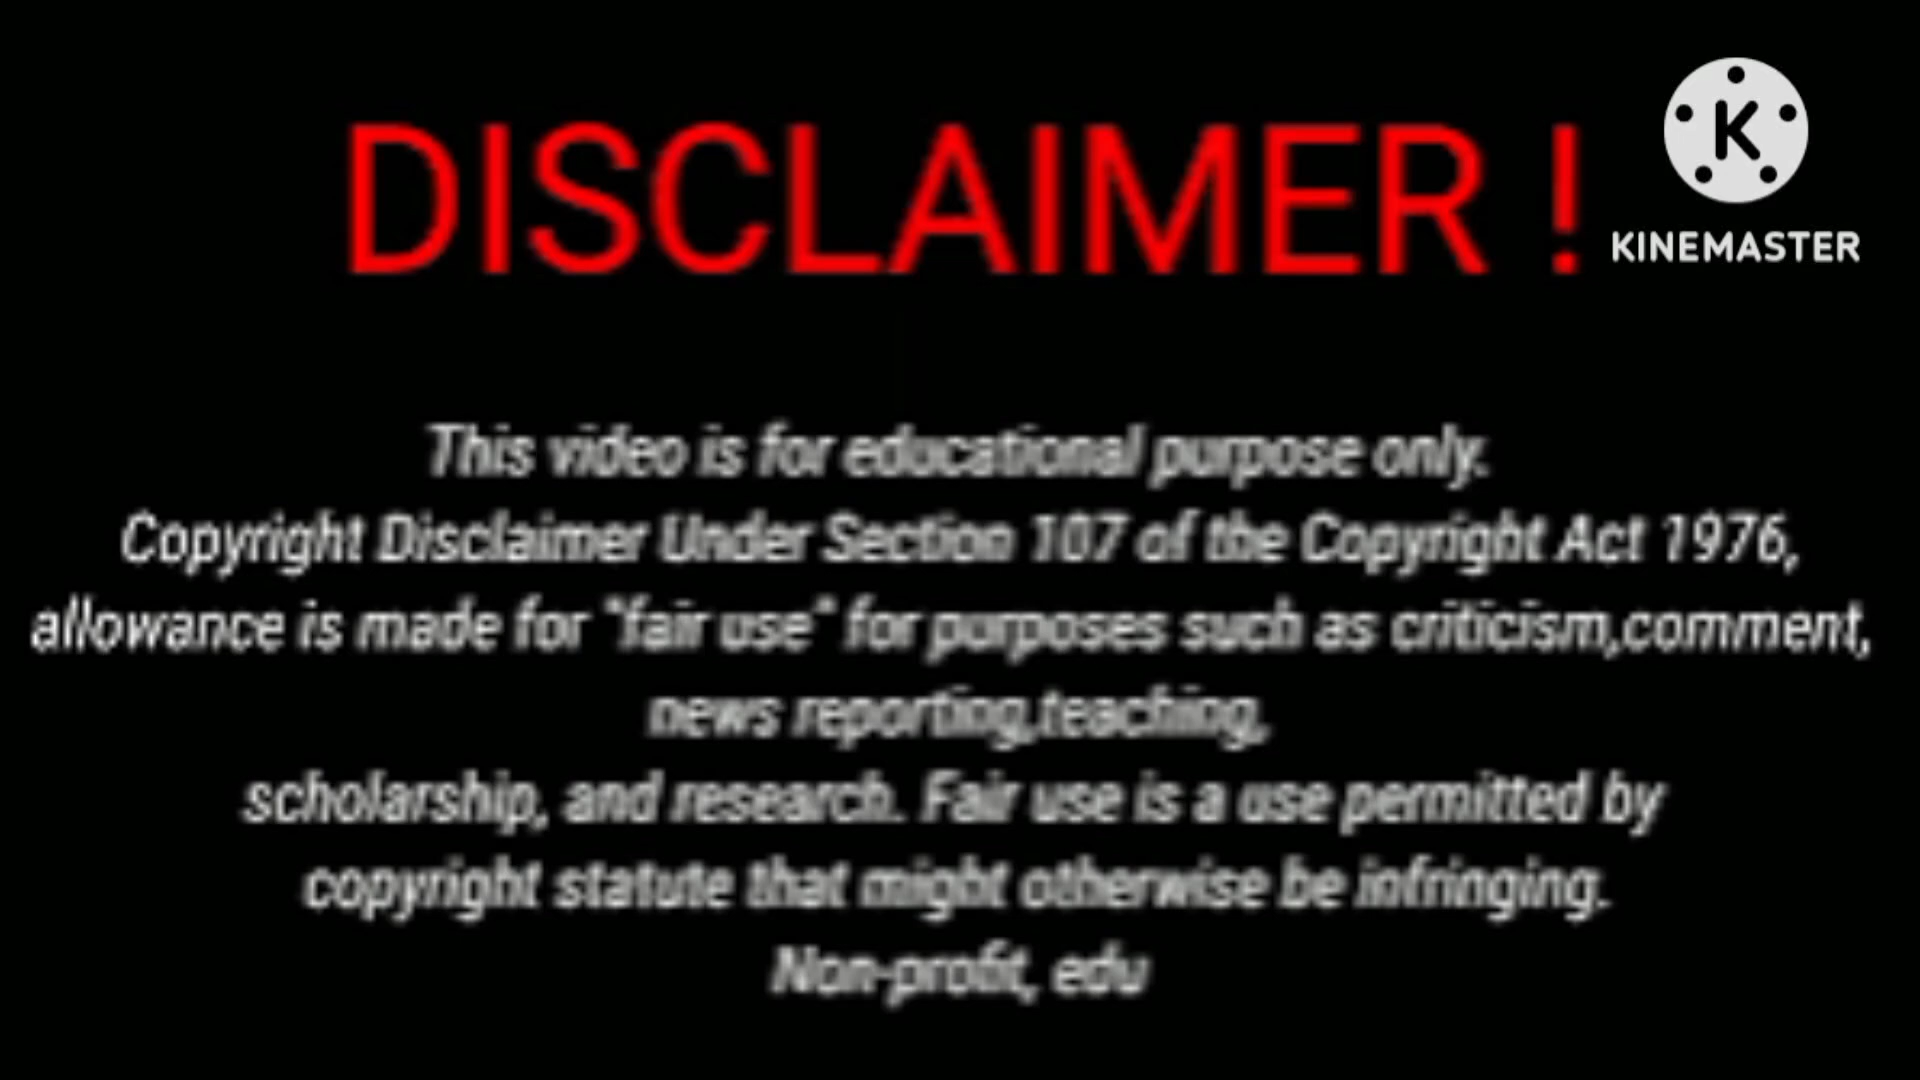 DISCLAIMER !
KINEMASTER
This video is for educational purpose only.
Copyright Disclaimer Under Section 107 of the Copyright Act 1976,
allowance is made for "fair use" for purposes such as criticism,comment,
news reporting,teaching,
scholarship, and research. Fair use is a use permitted by
copyright statute that might otherwise be infringing.
Non-profit, edu